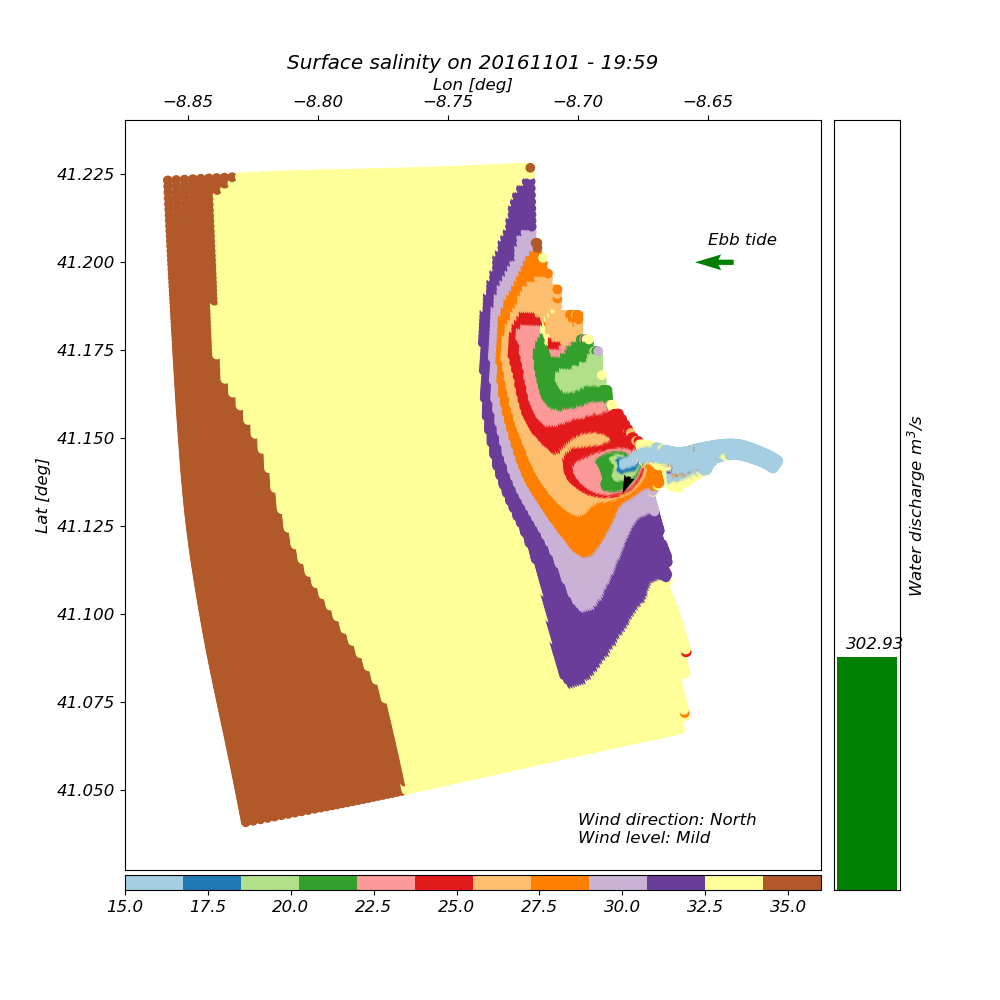 Surface salinity on 20161101 - 19:59
Lon [deg]
−8.85 −8.80 −8.75 −8.70 −8.65
41.225
41.200
41.175
41.150
41.125
41.100
41.075
41.050
Lat [deg]
Ebb tide
Wind direction: North
Wind level: Mild
15.0 17.5 20.0 22.5 25.0 27.5 30.0 32.5 35.0
302.93
Water discharge m³/s